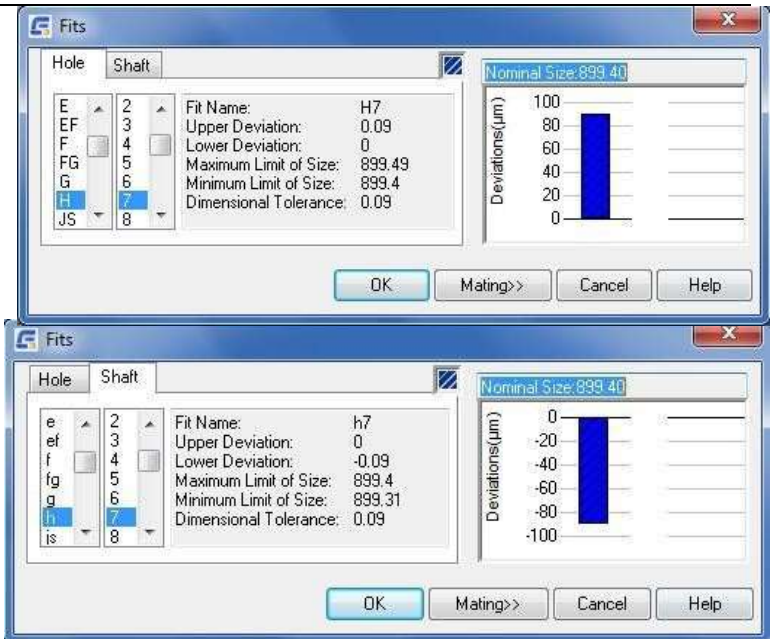 Fits
Hole Shaft
E
EF
F
FG
G
H
JS
2
3
4
5
6
7
8
Fit Name: H7
Upper Deviation: 0.09
Lower Deviation: 0
Maximum Limit of Size: 899.49
Minimum Limit of Size: 899.4
Dimensional Tolerance: 0.09
Nominal Size:899.40
Deviations(μm)
100
80
60
40
20
0
OK Mating>> Cancel Help
Fits
Hole Shaft
e
ef
f
fg
g
h
js
2
3
4
5
6
7
8
Fit Name: h7
Upper Deviation: 0
Lower Deviation: -0.09
Maximum Limit of Size: 899.4
Minimum Limit of Size: 899.31
Dimensional Tolerance: 0.09
Nominal Size:899.40
Deviations(μm)
0
-20
-40
-60
-80
-100
OK Mating>> Cancel Help